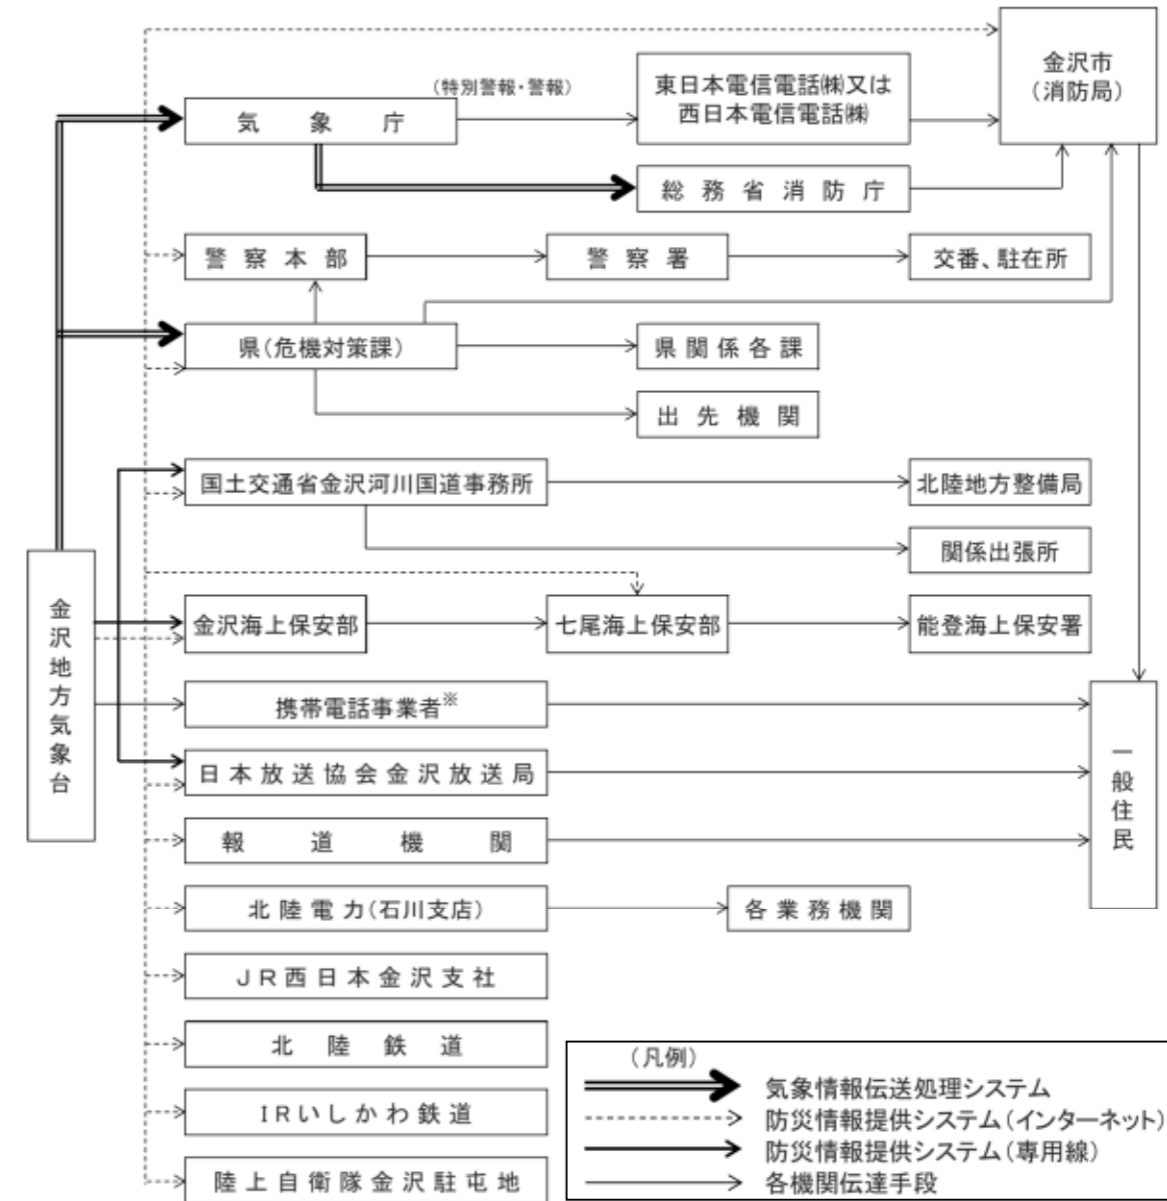 金沢市
(消防局)
(特別警報・警報)
東日本電信電話㈱又は
西日本電信電話㈱
気象庁
総務省消防庁
警察本部
警察署
交番、駐在所
県(危機対策課)
県関係各課
出先機関
国土交通省金沢河川国道事務所
北陸地方整備局
関係出張所
金沢地方気象台
金沢海上保安部
七尾海上保安部
能登海上保安署
携帯電話事業者※
日本放送協会金沢放送局
一般住民
報道機関
北陸電力(石川支店)
各業務機関
JR西日本金沢支社
北陸鉄道
IRいしかわ鉄道
陸上自衛隊金沢駐屯地
(凡例)
気象情報伝送処理システム
防災情報提供システム(インターネット)
防災情報提供システム(専用線)
各機関伝達手段